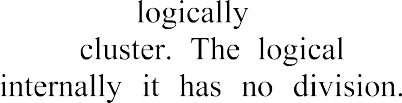 logically
cluster. The logical
internally it has no division.